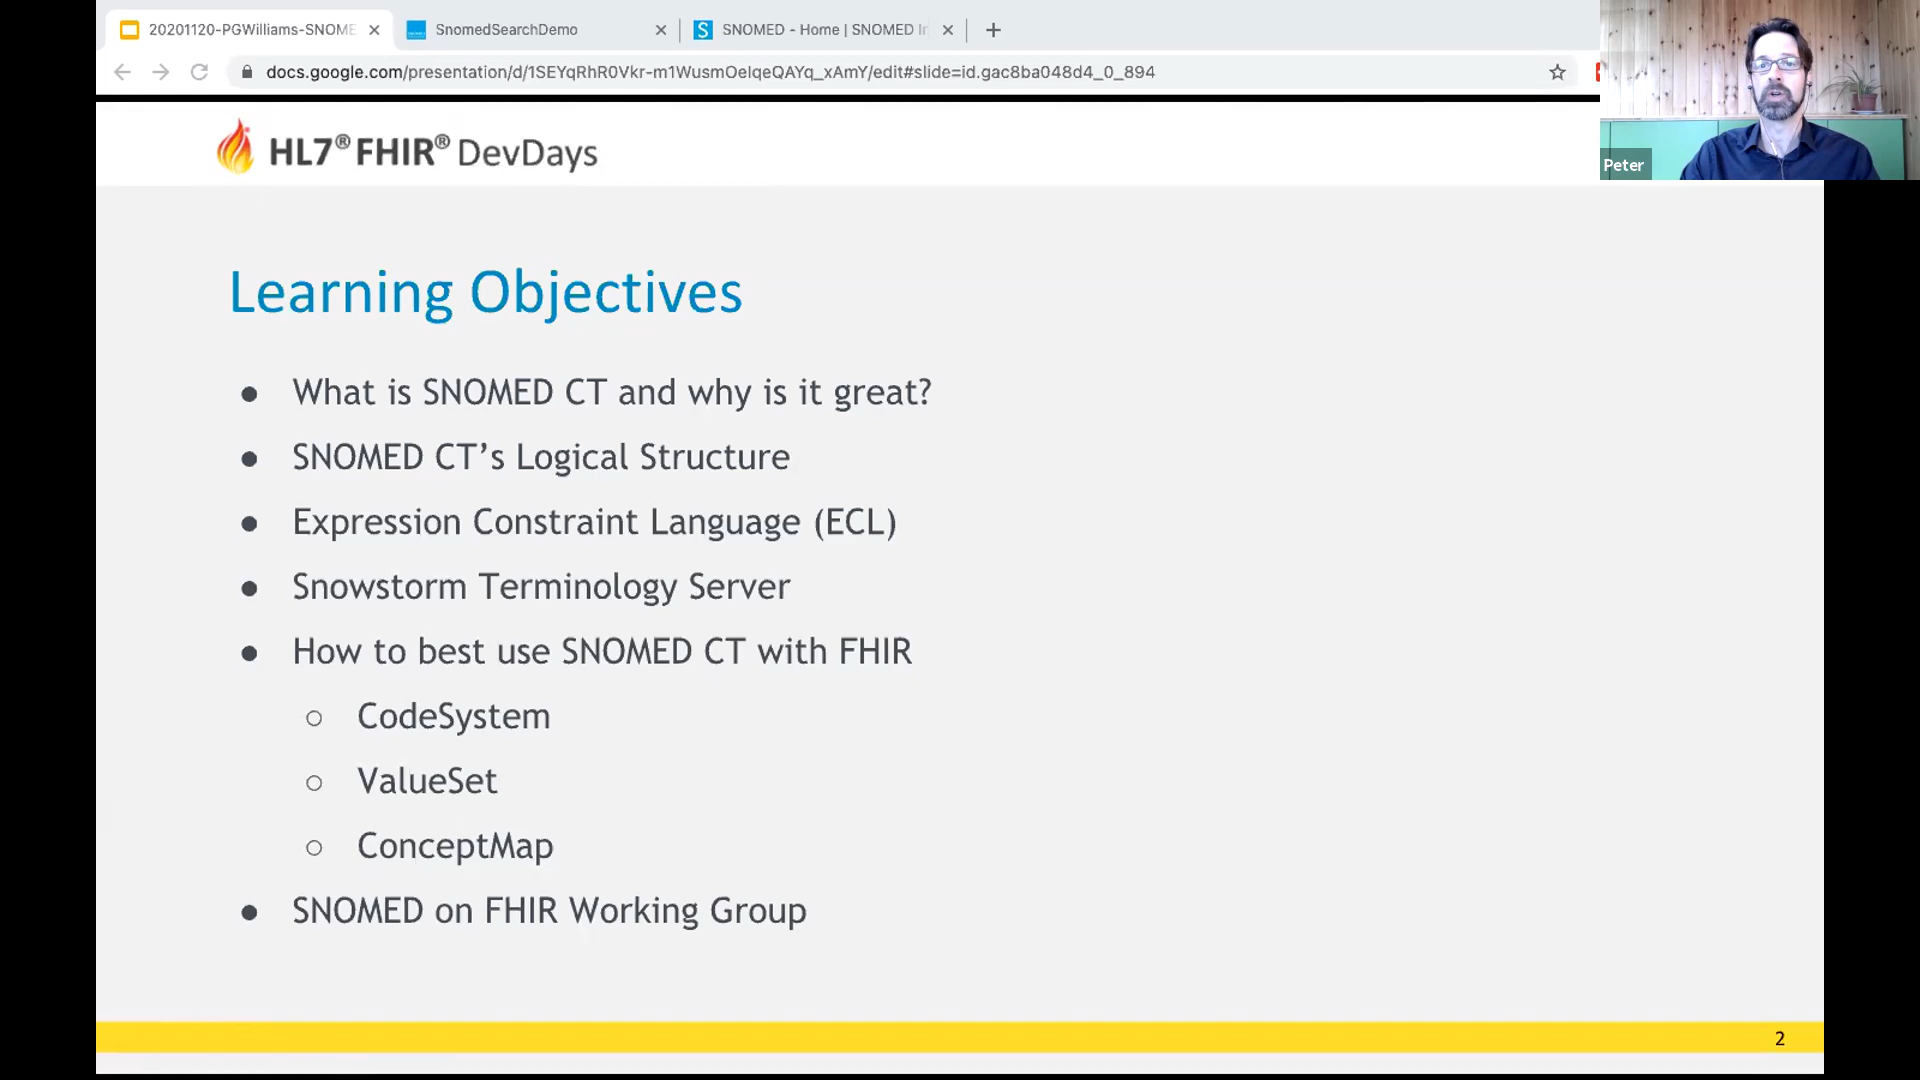 20201120-PGWilliams-SNOME
SnomedSearchDemo
SNOMED - Home | SNOMED In
docs.google.com/presentation/d/1SEYqRhR0Vkr-m1WusmOelqeQAYq_xAmY/edit#slide=id.gac8ba048d4_0_894
Peter
HL7® FHIR® DevDays
Learning Objectives
● What is SNOMED CT and why is it great?
● SNOMED CT’s Logical Structure
● Expression Constraint Language (ECL)
● Snowstorm Terminology Server
● How to best use SNOMED CT with FHIR
○ CodeSystem
○ ValueSet
○ ConceptMap
● SNOMED on FHIR Working Group
2